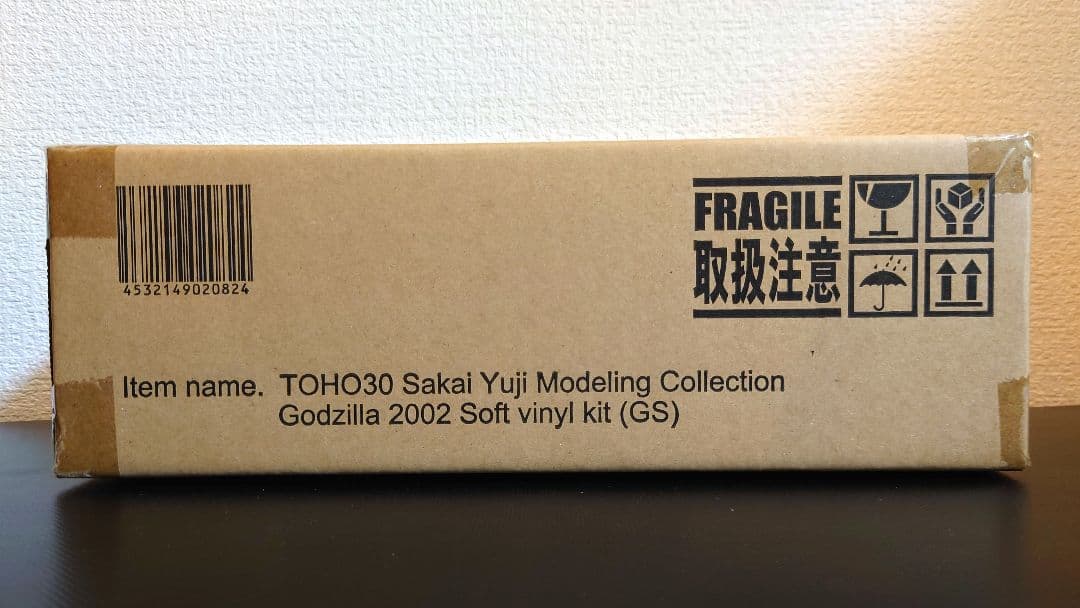 4532149020824
FRAGILE
取扱注意
Item name. TOHO30 Sakai Yuji Modeling Collection
Godzilla 2002 Soft vinyl kit (GS)